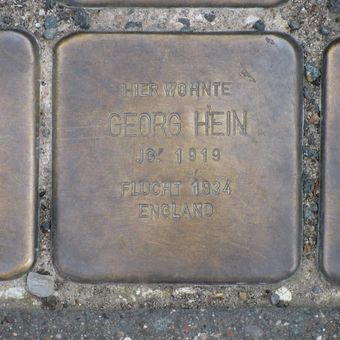 HIER WOHNTE
GEORG HEIN
JG. 1919
FLUCHT 1934
ENGLAND